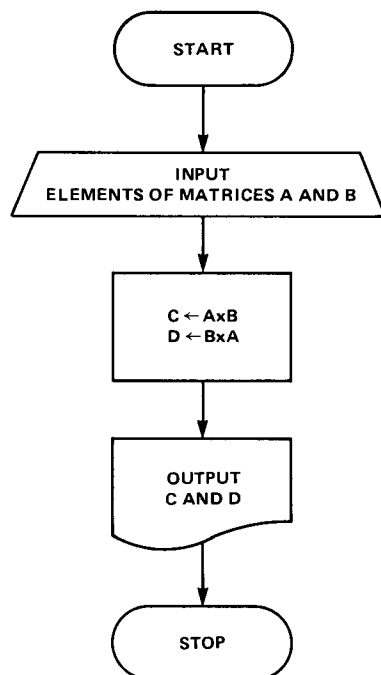 START
INPUT
ELEMENTS OF MATRICES A AND B
C ← AxB
D ← BxA
OUTPUT
C AND D
STOP